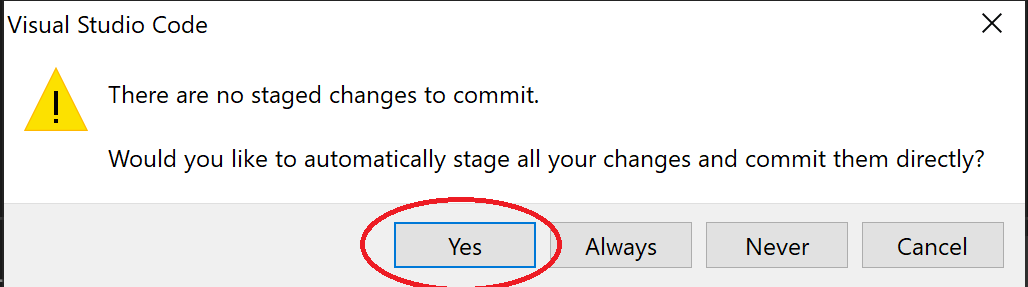 Visual Studio Code
There are no staged changes to commit.
Would you like to automatically stage all your changes and commit them directly?
Yes Always Never Cancel